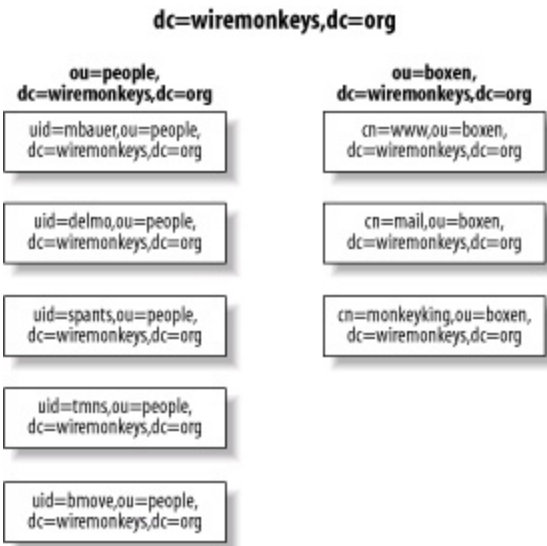 dc=wiremonkeys,dc=org
ou=people,
dc=wiremonkeys,dc=org
uid=mbauer,ou=people,
dc=wiremonkeys,dc=org
uid=delmo,ou=people,
dc=wiremonkeys,dc=org
uid=spants,ou=people,
dc=wiremonkeys,dc=org
uid=tmns,ou=people,
dc=wiremonkeys,dc=org
uid=bmove,ou=people,
dc=wiremonkeys,dc=org
ou=boxen,
dc=wiremonkeys,dc=org
cn=www,ou=boxen,
dc=wiremonkeys,dc=org
cn=mail,ou=boxen,
dc=wiremonkeys,dc=org
cn=monkeyking,ou=boxen,
dc=wiremonkeys,dc=org